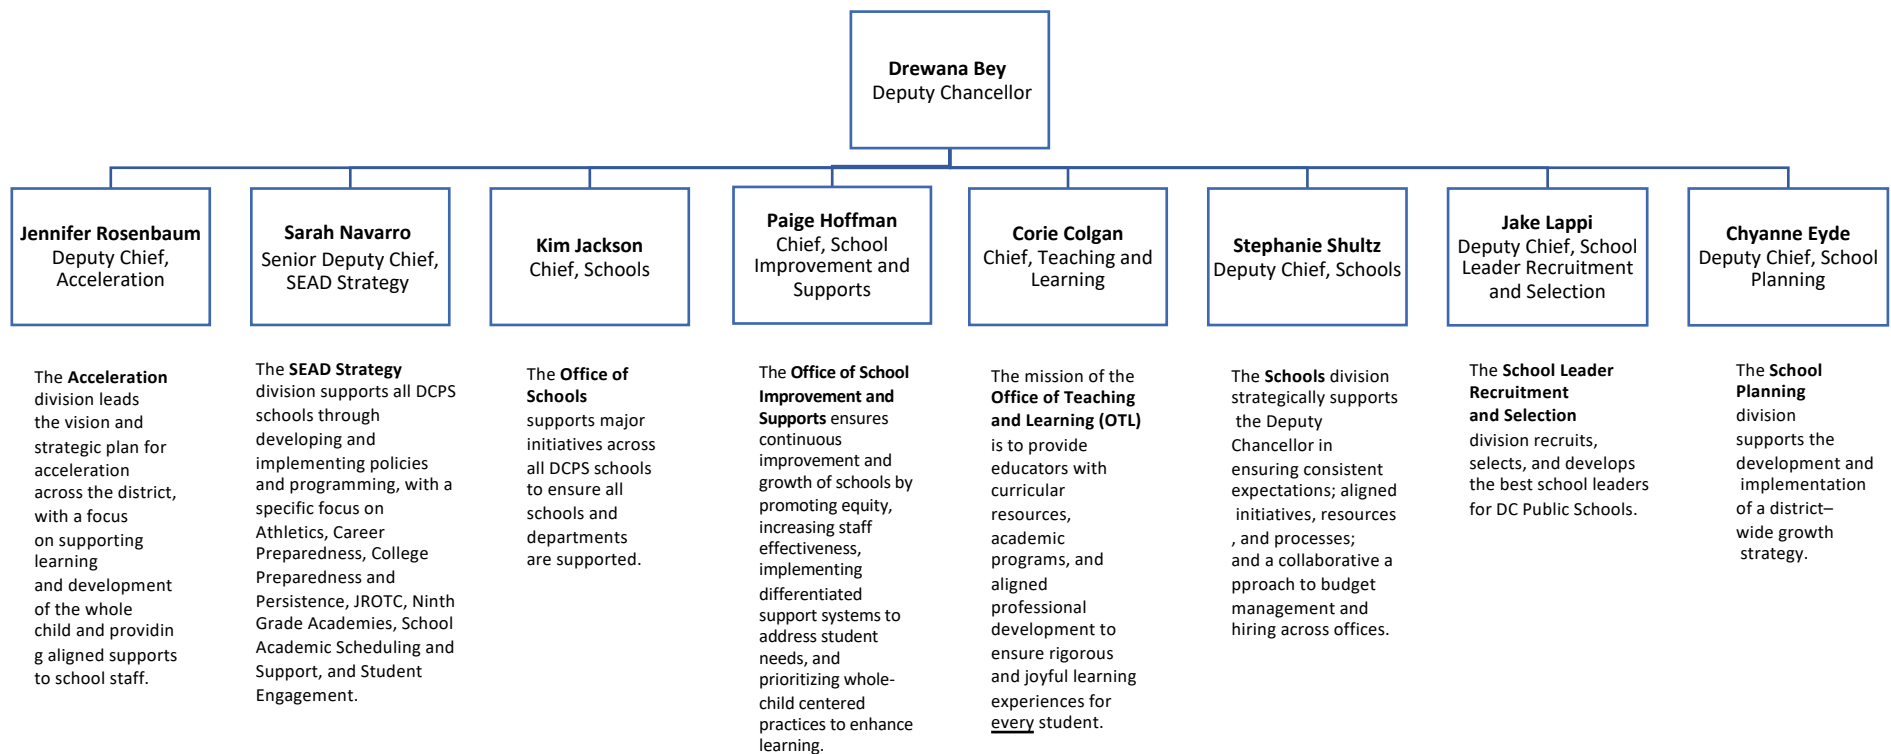 Drewana Bey
Deputy Chancellor
Jennifer Rosenbaum
Deputy Chief,
Acceleration
Sarah Navarro
Senior Deputy Chief,
SEAD Strategy
Kim Jackson
Chief, Schools
Paige Hoffman
Chief, School
Improvement and
Supports
Corie Colgan
Chief, Teaching and
Learning
Stephanie Shultz
Deputy Chief, Schools
Jake Lappi
Deputy Chief, School
Leader Recruitment
and Selection
Chyanne Eyde
Deputy Chief, School
Planning
The Acceleration
division leads
the vision and
strategic plan for
acceleration
across the district,
with a focus
on supporting
learning
and development
of the whole
child and providin
g aligned supports
to school staff.
The SEAD Strategy
division supports all DCPS
schools through
developing and
implementing policies
and programming, with a
specific focus on
Athletics, Career
Preparedness, College
Preparedness and
Persistence, JROTC, Ninth
Grade Academies, School
Academic Scheduling and
Support, and Student
Engagement.
The Office of
Schools
supports major
initiatives across
all DCPS schools
to ensure all
schools and
departments
are supported.
The Office of School
Improvement and
Supports ensures
continuous
improvement and
growth of schools by
promoting equity,
increasing staff
effectiveness,
implementing
differentiated
support systems to
address student
needs, and
prioritizing whole-
child centered
practices to enhance
learning.
The mission of the
Office of Teaching
and Learning (OTL)
is to provide
educators with
curricular
resources,
academic
programs, and
aligned
professional
development to
ensure rigorous
and joyful learning
experiences for
every student.
The Schools division
strategically supports
the Deputy
Chancellor in
ensuring consistent
expectations; aligned
initiatives, resources
, and processes;
and a collaborative a
pproach to budget
management and
hiring across offices.
The School Leader
Recruitment
and Selection
division recruits,
selects, and develops
the best school leaders
for DC Public Schools.
The School
Planning
division
supports the
development and
implementation
of a district–
wide growth
strategy.